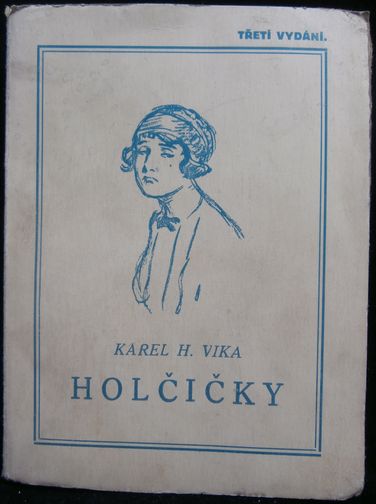 TŘETÍ VYDÁNÍ.
KAREL H. VIKA
HOLČIČKY